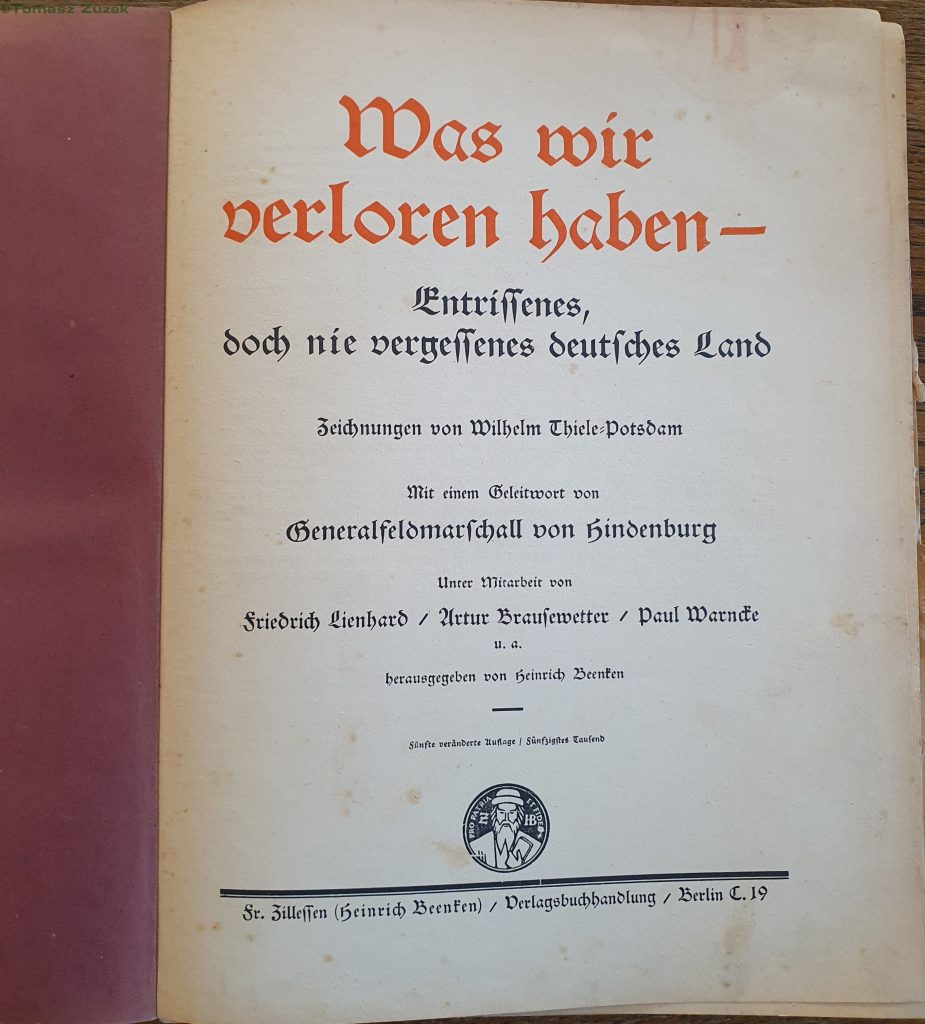 ©Tomasz Zuzek
Was wir
verloren haben—
Entrissenes,
doch nie vergessenes deutsches Land
Zeichnungen von Wilhelm Thiele-Potsdam
Mit einem Geleitwort von
Generalfeldmarschall von Hindenburg
Unter Mitarbeit von
Friedrich Lienhard / Artur Brausewetter / Paul Warncke
u. a.
herausgegeben von Heinrich Beenken
Fünfte veränderte Auflage / Fünfzigstes Tausend
PRO PATRIA ET FIDE
Z HB
Fr. Zillessen (Heinrich Beenken) / Verlagsbuchhandlung / Berlin C. 19